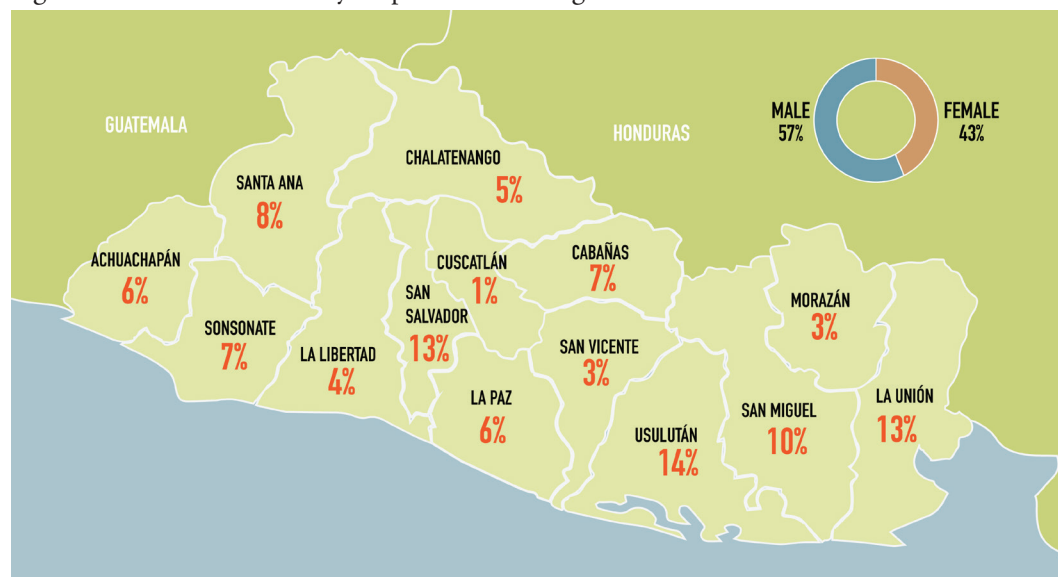 GUATEMALA
HONDURAS
MALE
57%
FEMALE
43%
CHALATENANGO
5%
SANTA ANA
8%
ACHUACHAPÁN
6%
SONSONATE
7%
LA LIBERTAD
4%
SAN
SALVADOR
13%
CUSCATLÁN
1%
CABAÑAS
7%
LA PAZ
6%
SAN VICENTE
3%
USULUTÁN
14%
SAN MIGUEL
10%
MORAZÁN
3%
LA UNIÓN
13%